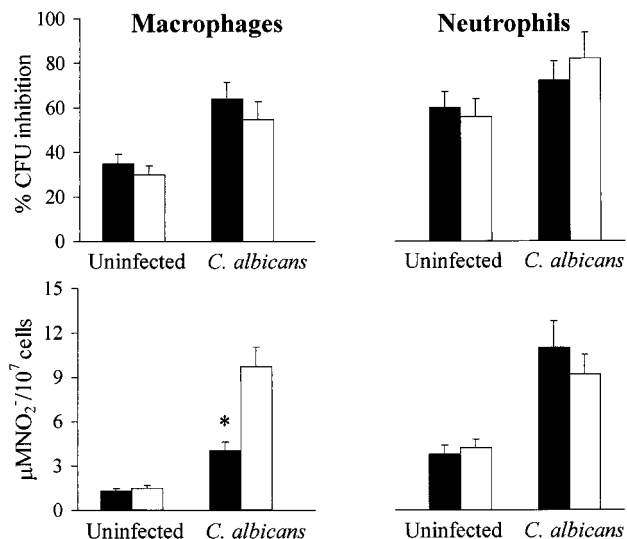 Macrophages
Neutrophils
% CFU inhibition
100
80
60
40
20
0
Uninfected
C. albicans
Uninfected
C. albicans
µMNO₂⁻/10⁷ cells
15
12
9
6
3
0
*
Uninfected
C. albicans
Uninfected
C. albicans